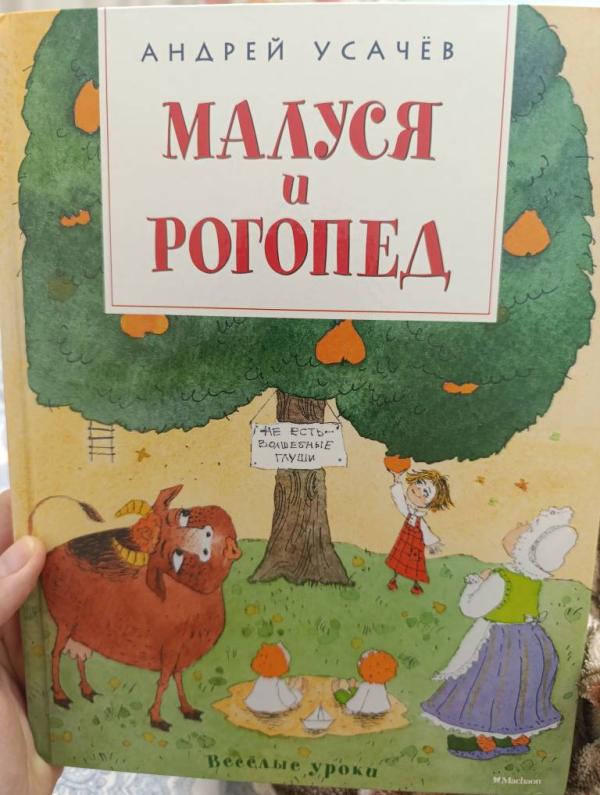 АНДРЕЙ УСАЧЁВ
МАЛУСЯ
и
РОГОПЕД
НЕ ЕСТЬ—
ВОЛШЕБНЫЕ
ГЛУШИ
Весёлые уроки
Machaon